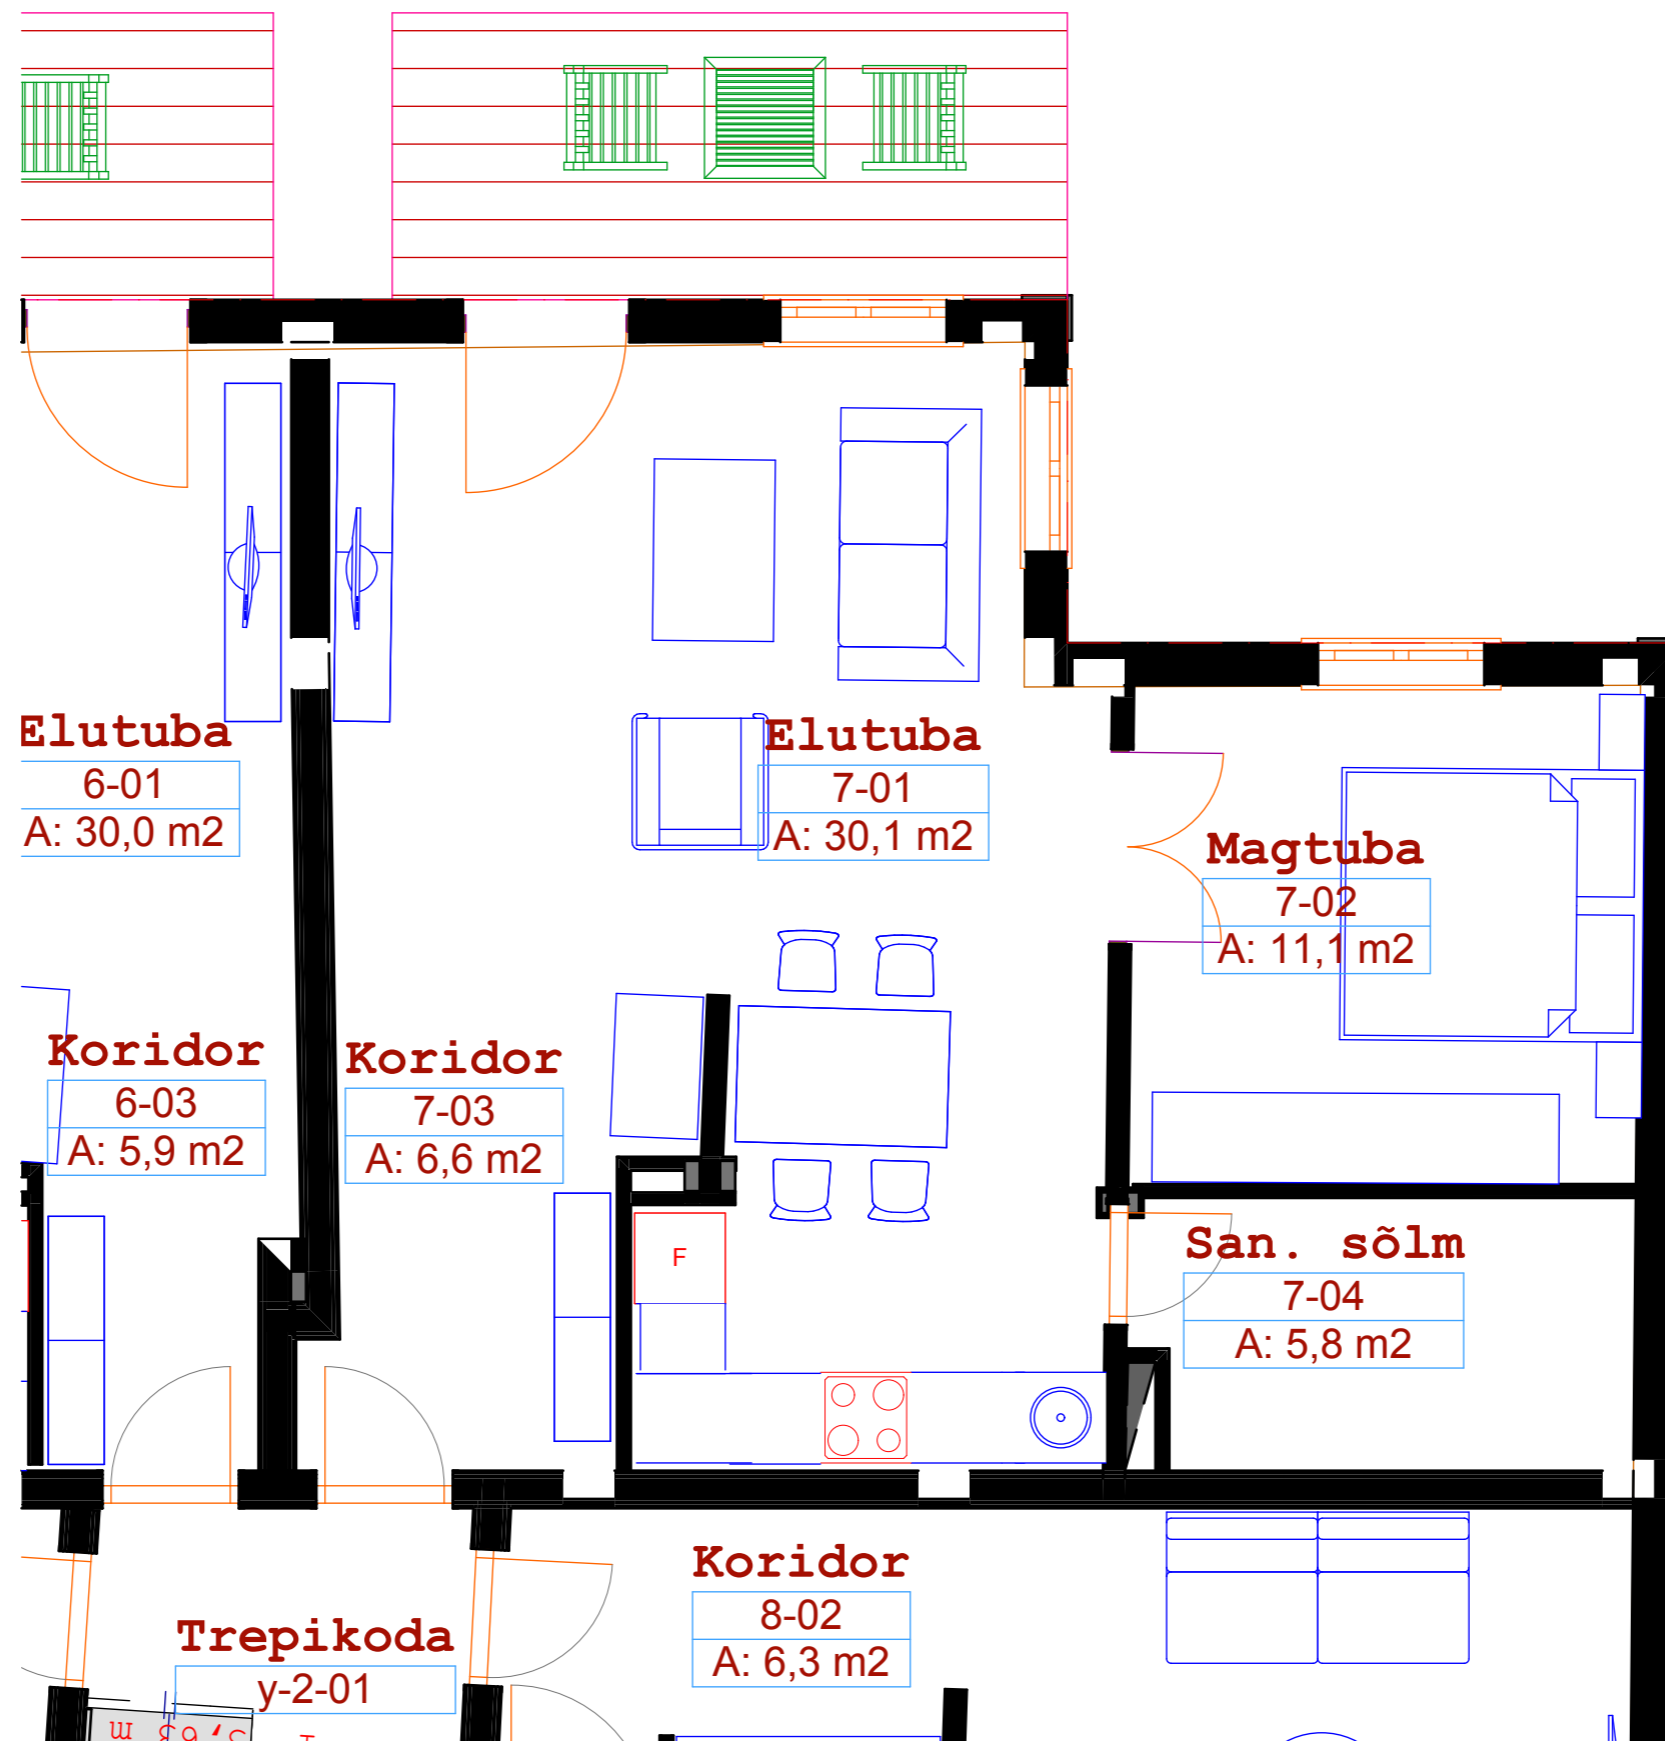 Elutuba
6-01
A: 30,0 m2
Elutuba
7-01
A: 30,1 m2
Magtuba
7-02
A: 11,1 m2
Koridor
6-03
A: 5,9 m2
Koridor
7-03
A: 6,6 m2
F
San. sõlm
7-04
A: 5,8 m2
Koridor
8-02
A: 6,3 m2
Trepikoda
y-2-01